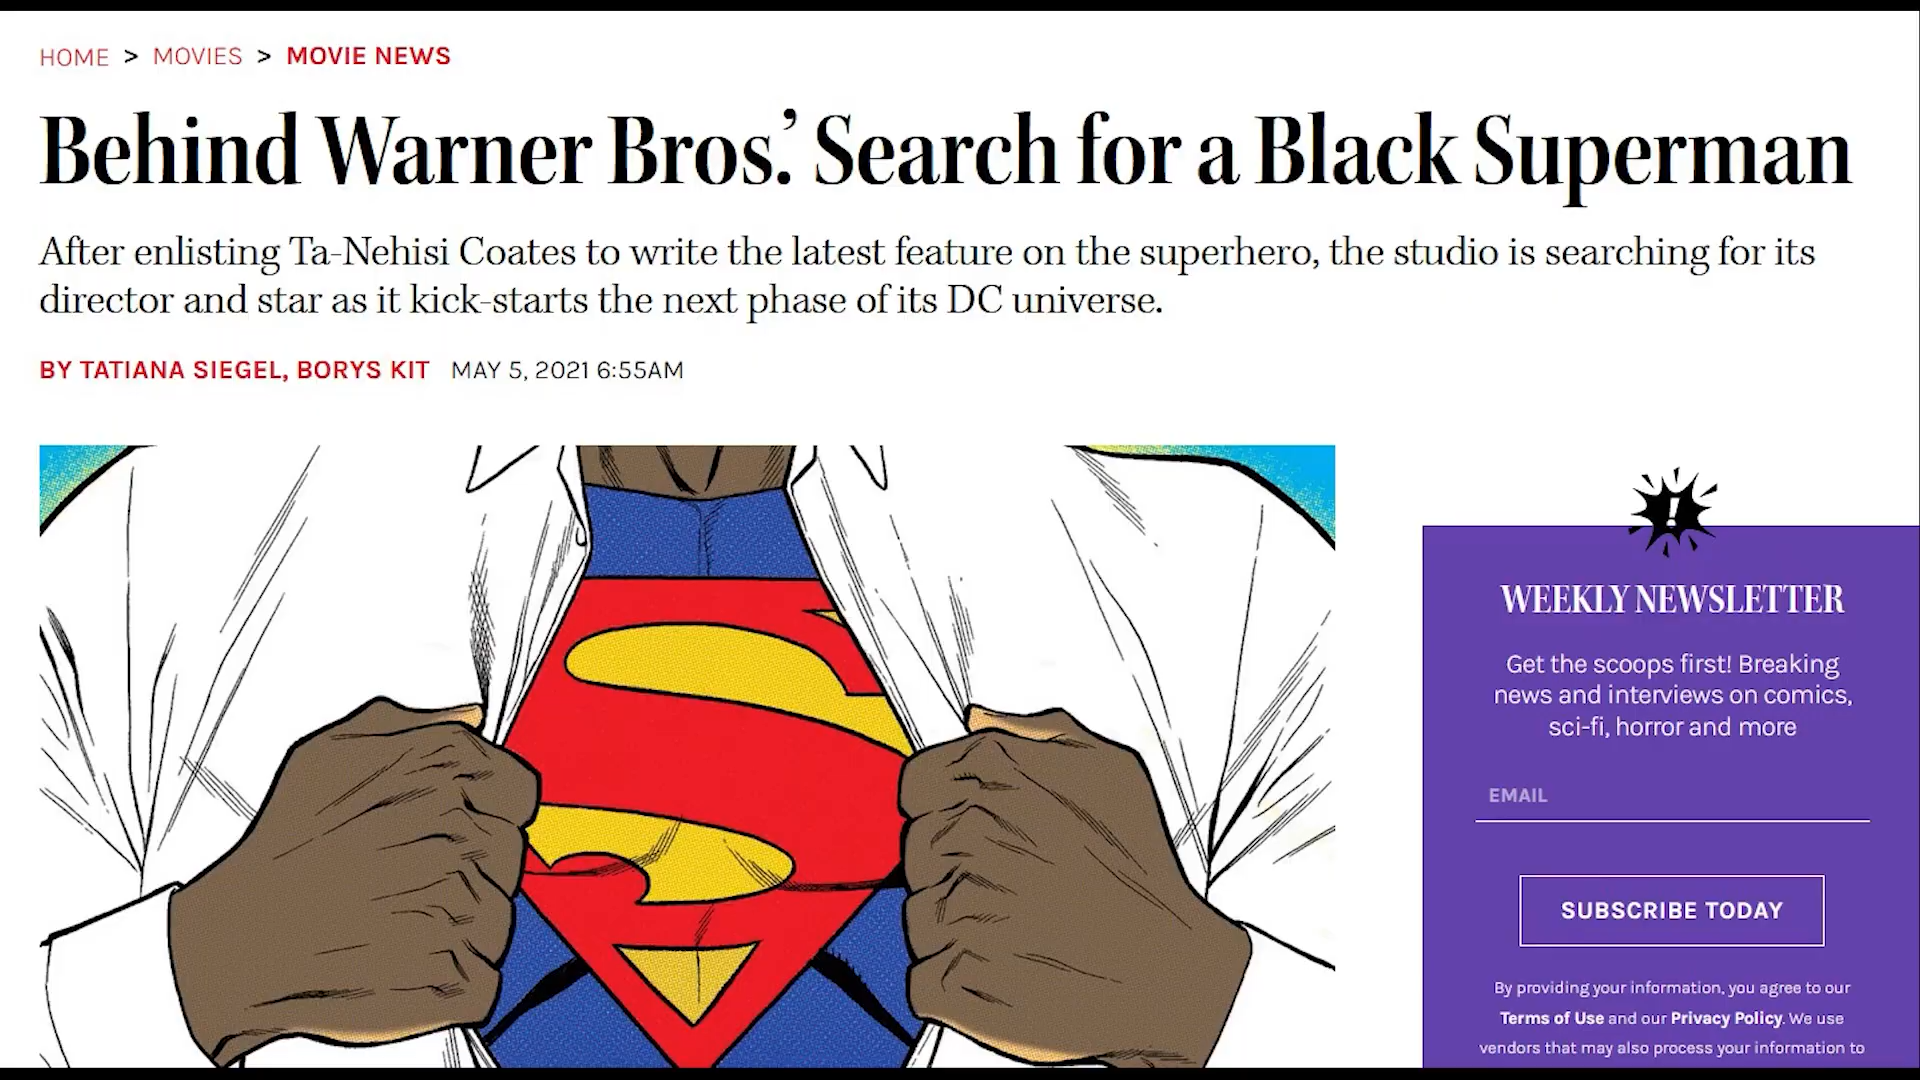 HOME > MOVIES > MOVIE NEWS
Behind Warner Bros.’ Search for a Black Superman
After enlisting Ta-Nehisi Coates to write the latest feature on the superhero, the studio is searching for its
director and star as it kick-starts the next phase of its DC universe.
BY TATIANA SIEGEL, BORYS KIT MAY 5, 2021 6:55AM
!
WEEKLY NEWSLETTER
Get the scoops first! Breaking
news and interviews on comics,
sci-fi, horror and more
EMAIL
SUBSCRIBE TODAY
By providing your information, you agree to our
Terms of Use and our Privacy Policy. We use
vendors that may also process your information to